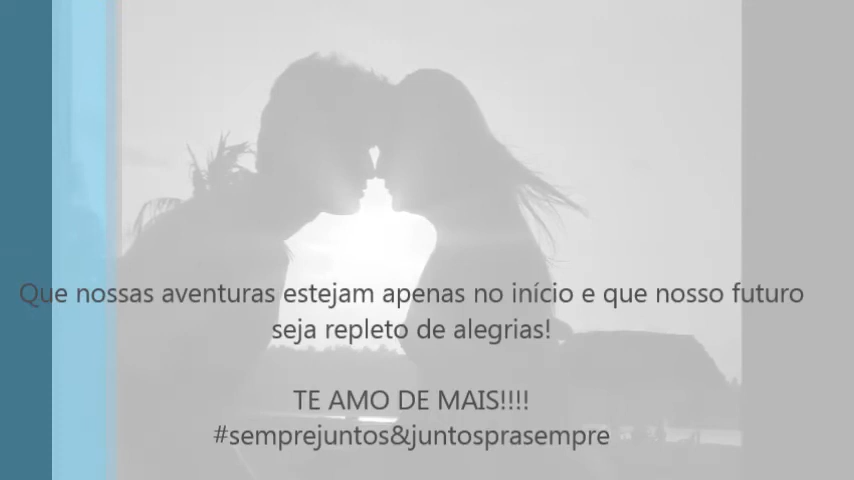 Que nossas aventuras estejam apenas no início e que nosso futuro
seja repleto de alegrias!
TE AMO DE MAIS!!!!
#semprejuntos&juntosprasempre